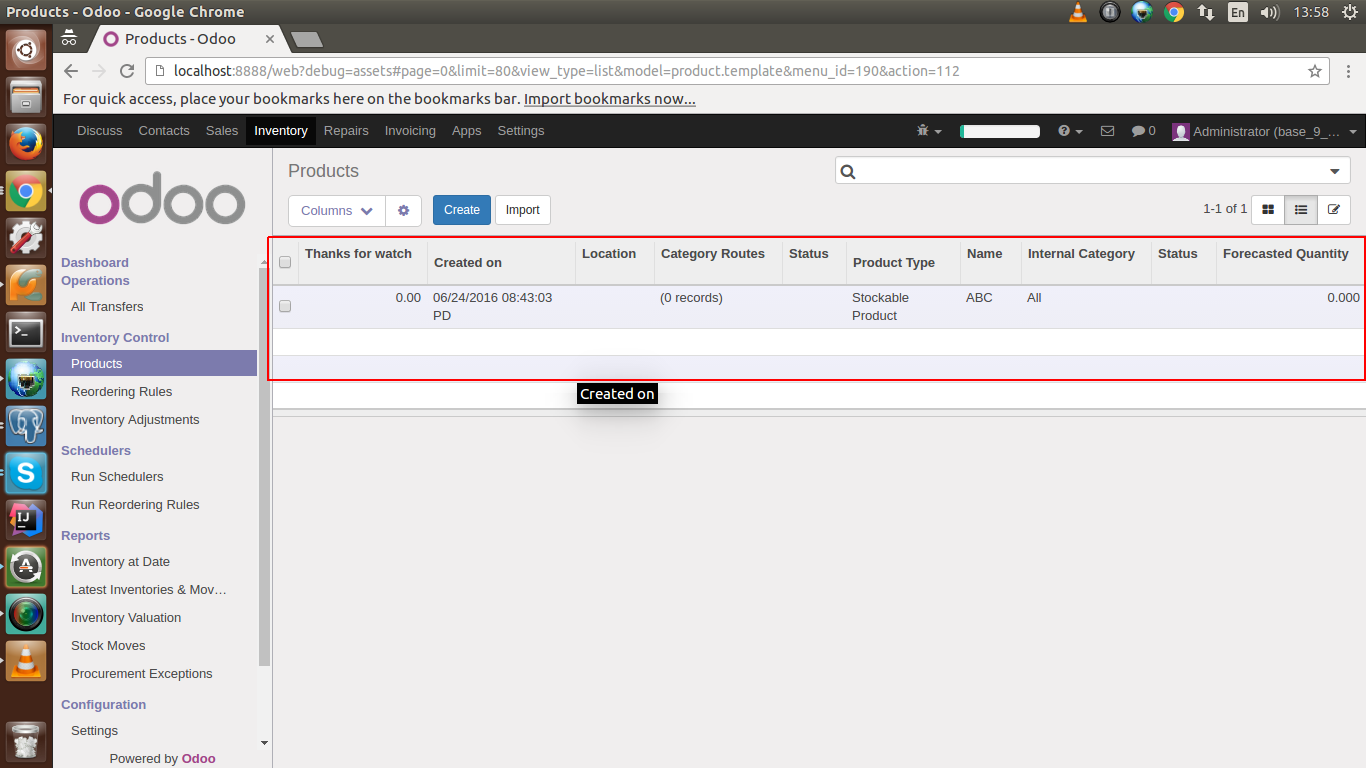 Products - Odoo - Google Chrome
En
13:58
Products - Odoo
localhost:8888/web?debug=assets#page=0&limit=80&view_type=list&model=product.template&menu_id=190&action=112
For quick access, place your bookmarks here on the bookmarks bar. Import bookmarks now...
Discuss Contacts Sales Inventory Repairs Invoicing Apps Settings 0 Administrator (base_9_...
odoo
Products
Columns Create Import 1-1 of 1
Dashboard
Operations
All Transfers
Inventory Control
Products
Reordering Rules
Inventory Adjustments
Schedulers
Run Schedulers
Run Reordering Rules
Reports
Inventory at Date
Latest Inventories & Mov…
Inventory Valuation
Stock Moves
Procurement Exceptions
Configuration
Settings
Powered by Odoo
Thanks for watch Created on Location Category Routes Status Product Type Name Internal Category Status Forecasted Quantity
0.00 06/24/2016 08:43:03 (0 records) Stockable ABC All 0.000
PD Product
Created on
S
IJ